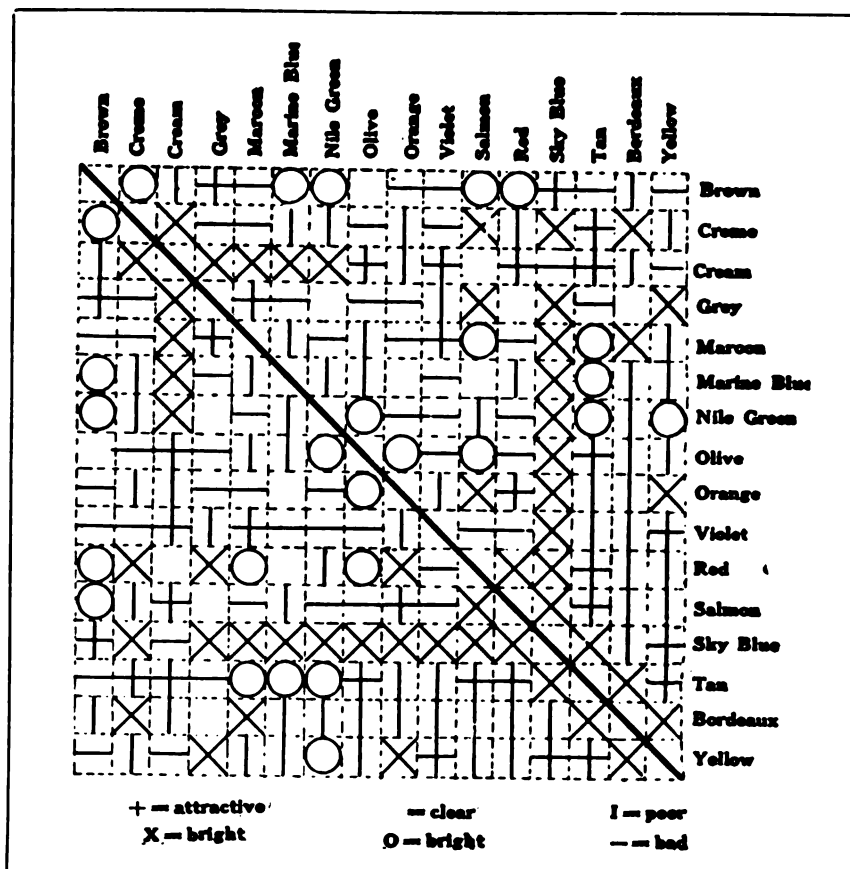 Brown Creme Cream Grey Maroon Marine Blue Nile Green Olive Orange Violet Salmon Red Sky Blue Tan Bordeaux Yellow
Brown
Creme
Cream
Grey
Maroon
Marine Blue
Nile Green
Olive
Orange
Violet
Red
Salmon
Sky Blue
Tan
Bordeaux
Yellow
+ = attractive = clear I = poor
X = bright O = bright — = bad